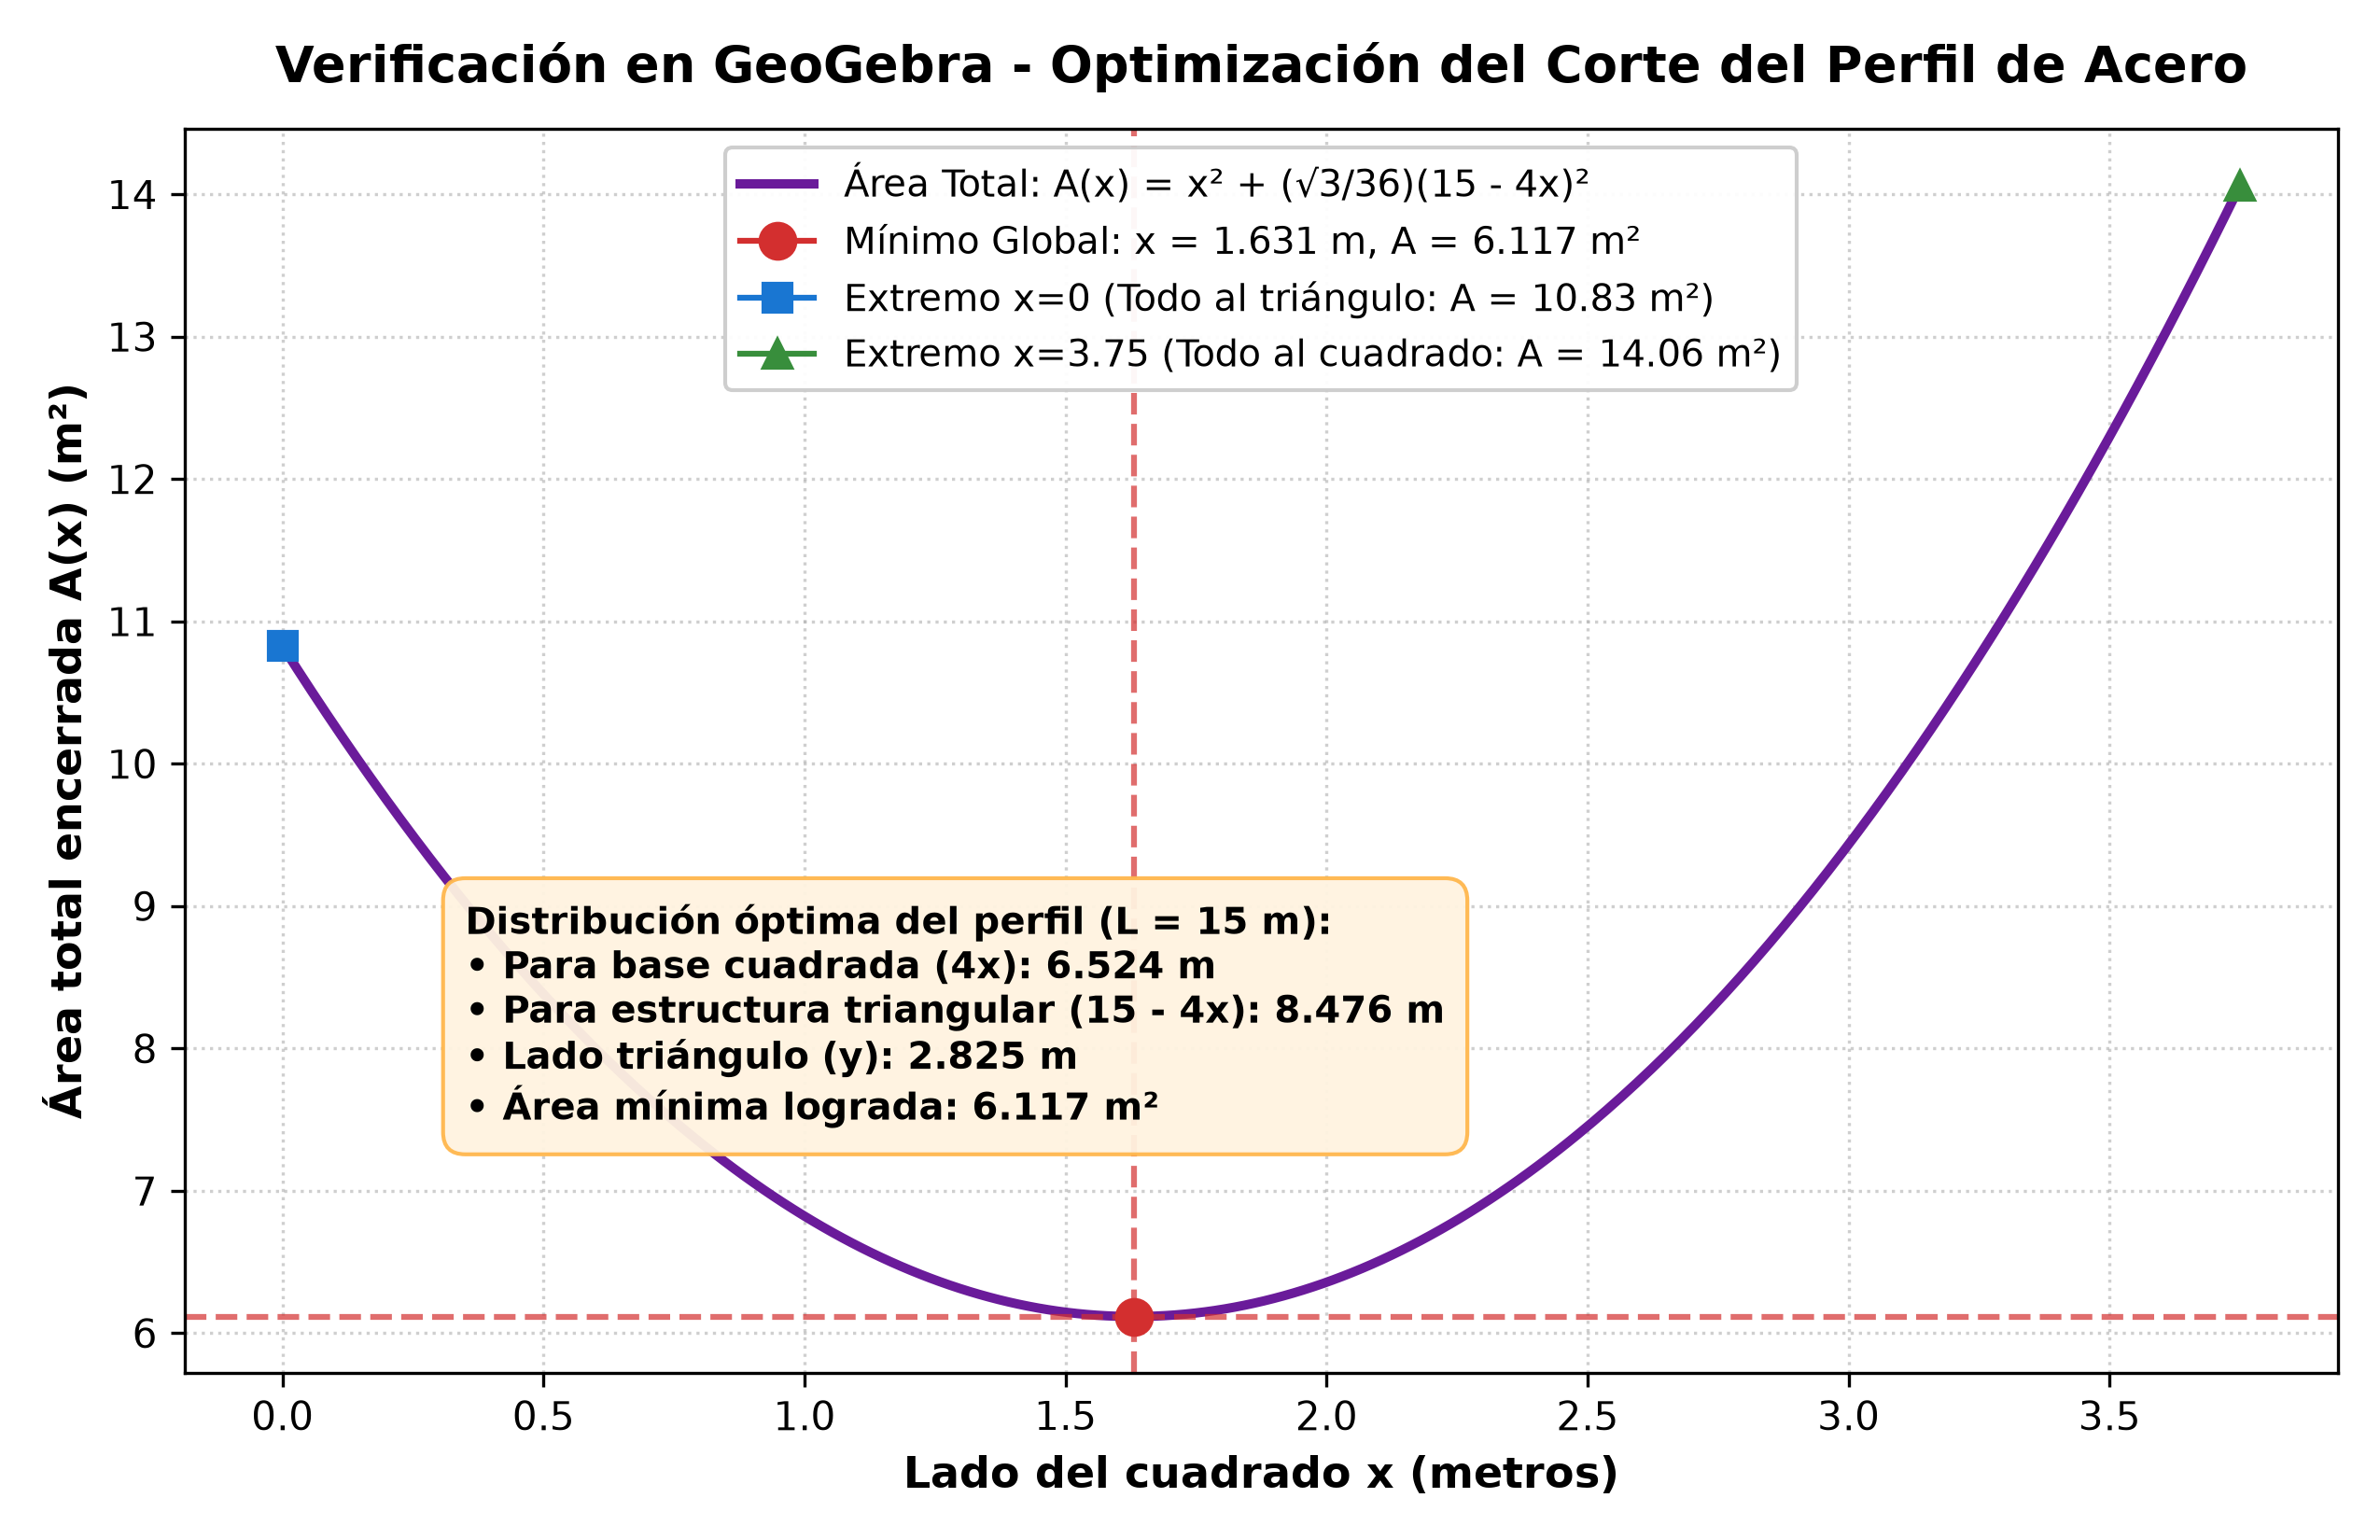 Verificación en GeoGebra - Optimización del Corte del Perfil de Acero
Área total encerrada A(x) (m²)
14
13
12
11
10
9
8
7
6
Área Total: A(x) = x² + (√3/36)(15 - 4x)²
Mínimo Global: x = 1.631 m, A = 6.117 m²
Extremo x=0 (Todo al triángulo: A = 10.83 m²)
Extremo x=3.75 (Todo al cuadrado: A = 14.06 m²)
Distribución óptima del perfil (L = 15 m):
• Para base cuadrada (4x): 6.524 m
• Para estructura triangular (15 - 4x): 8.476 m
• Lado triángulo (y): 2.825 m
• Área mínima lograda: 6.117 m²
0.0 0.5 1.0 1.5 2.0 2.5 3.0 3.5
Lado del cuadrado x (metros)